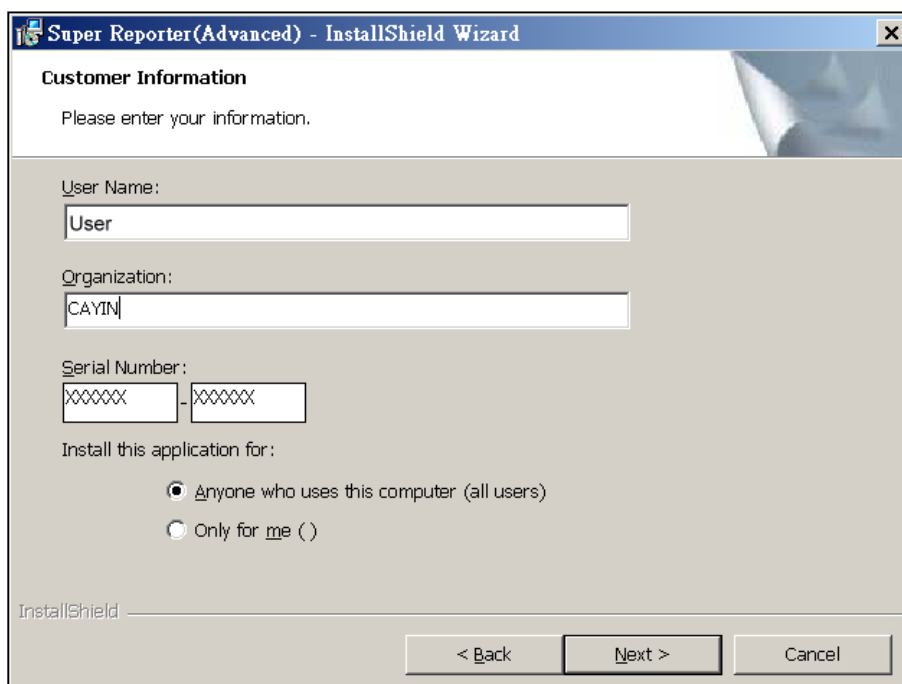 Super Reporter(Advanced) - InstallShield Wizard
Customer Information
Please enter your information.
User Name:
User
Organization:
CAYIN
Serial Number:
XXXXXX - XXXXXX
Install this application for:
Anyone who uses this computer (all users)
Only for me ()
InstallShield
< Back Next > Cancel